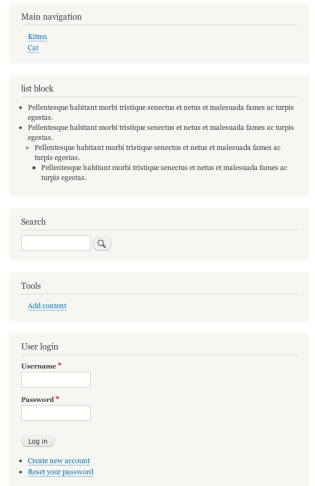 Main navigation
Kitten
Cat
list block
Pellentesque habitant morbi tristique senectus et netus et malesuada fames ac turpis
egestas.
Pellentesque habitant morbi tristique senectus et netus et malesuada fames ac turpis
egestas.
Pellentesque habitant morbi tristique senectus et netus et malesuada fames ac
turpis egestas.
Pellentesque habitant morbi tristique senectus et netus et malesuada fames ac
turpis egestas.
Search
Tools
Add content
User login
Username *
Password *
Log in
Create new account
Reset your password